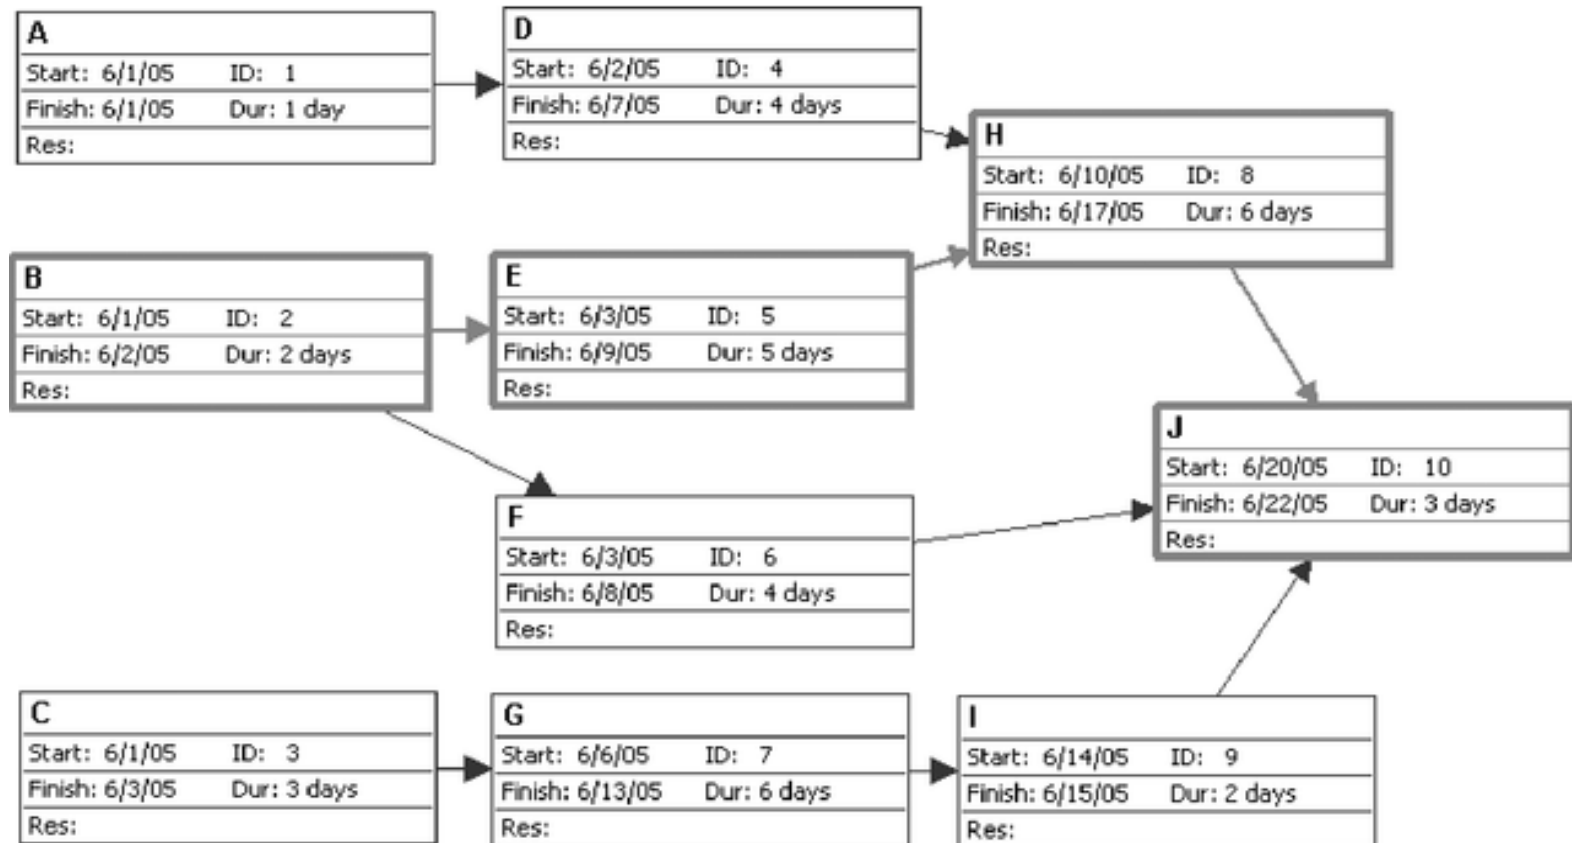 A
Start: 6/1/05 ID: 1
Finish: 6/1/05 Dur: 1 day
Res:
D
Start: 6/2/05 ID: 4
Finish: 6/7/05 Dur: 4 days
Res:
H
Start: 6/10/05 ID: 8
Finish: 6/17/05 Dur: 6 days
Res:
B
Start: 6/1/05 ID: 2
Finish: 6/2/05 Dur: 2 days
Res:
E
Start: 6/3/05 ID: 5
Finish: 6/9/05 Dur: 5 days
Res:
J
Start: 6/20/05 ID: 10
Finish: 6/22/05 Dur: 3 days
Res:
F
Start: 6/3/05 ID: 6
Finish: 6/8/05 Dur: 4 days
Res:
C
Start: 6/1/05 ID: 3
Finish: 6/3/05 Dur: 3 days
Res:
G
Start: 6/6/05 ID: 7
Finish: 6/13/05 Dur: 6 days
Res:
I
Start: 6/14/05 ID: 9
Finish: 6/15/05 Dur: 2 days
Res: